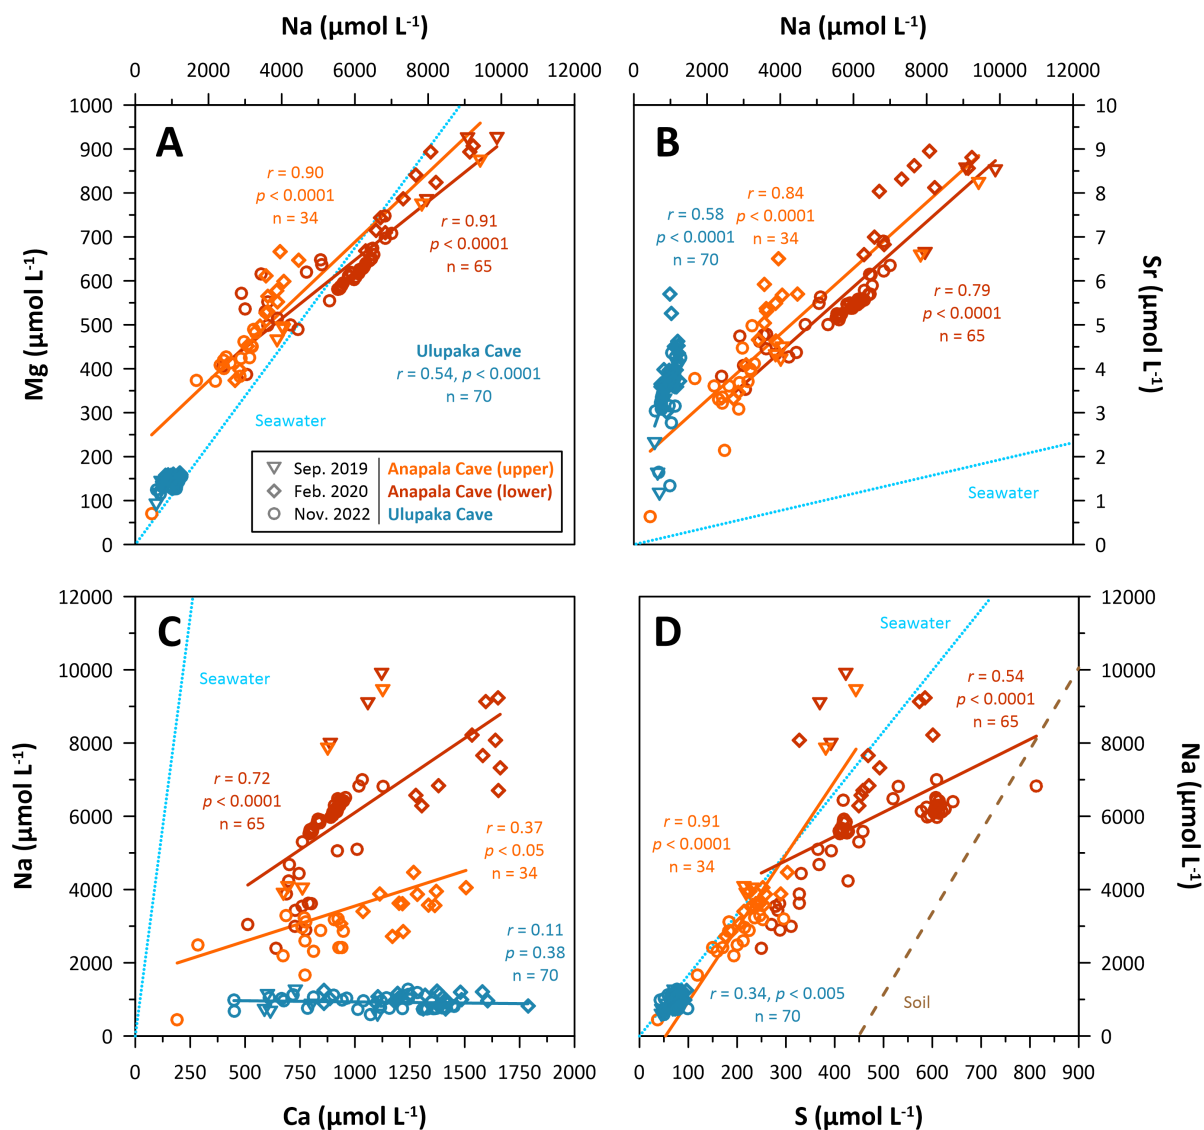 Na (µmol L⁻¹)
0 2000 4000 6000 8000 10000 12000
Na (µmol L⁻¹)
0 2000 4000 6000 8000 10000 12000
Mg (µmol L⁻¹)
1000
900
800
700
600
500
400
300
200
100
0
A
r = 0.90
p < 0.0001
n = 34
r = 0.91
p < 0.0001
n = 65
Ulupaka Cave
r = 0.54, p < 0.0001
n = 70
Seawater
Sep. 2019 Anapala Cave (upper)
Feb. 2020 Anapala Cave (lower)
Nov. 2022 Ulupaka Cave
B
r = 0.58
p < 0.0001
n = 70
r = 0.84
p < 0.0001
n = 34
r = 0.79
p < 0.0001
n = 65
Seawater
10
9
8
7
6
5
4
3
2
1
0
Sr (µmol L⁻¹)
Na (µmol L⁻¹)
12000
10000
8000
6000
4000
2000
0
C
Seawater
r = 0.72
p < 0.0001
n = 65
r = 0.37
p < 0.05
n = 34
r = 0.11
p = 0.38
n = 70
0 250 500 750 1000 1250 1500 1750 2000
Ca (µmol L⁻¹)
D
Seawater
r = 0.54
p < 0.0001
n = 65
r = 0.91
p < 0.0001
n = 34
r = 0.34, p < 0.005
n = 70
Soil
12000
10000
8000
6000
4000
2000
0
Na (µmol L⁻¹)
0 100 200 300 400 500 600 700 800 900
S (µmol L⁻¹)